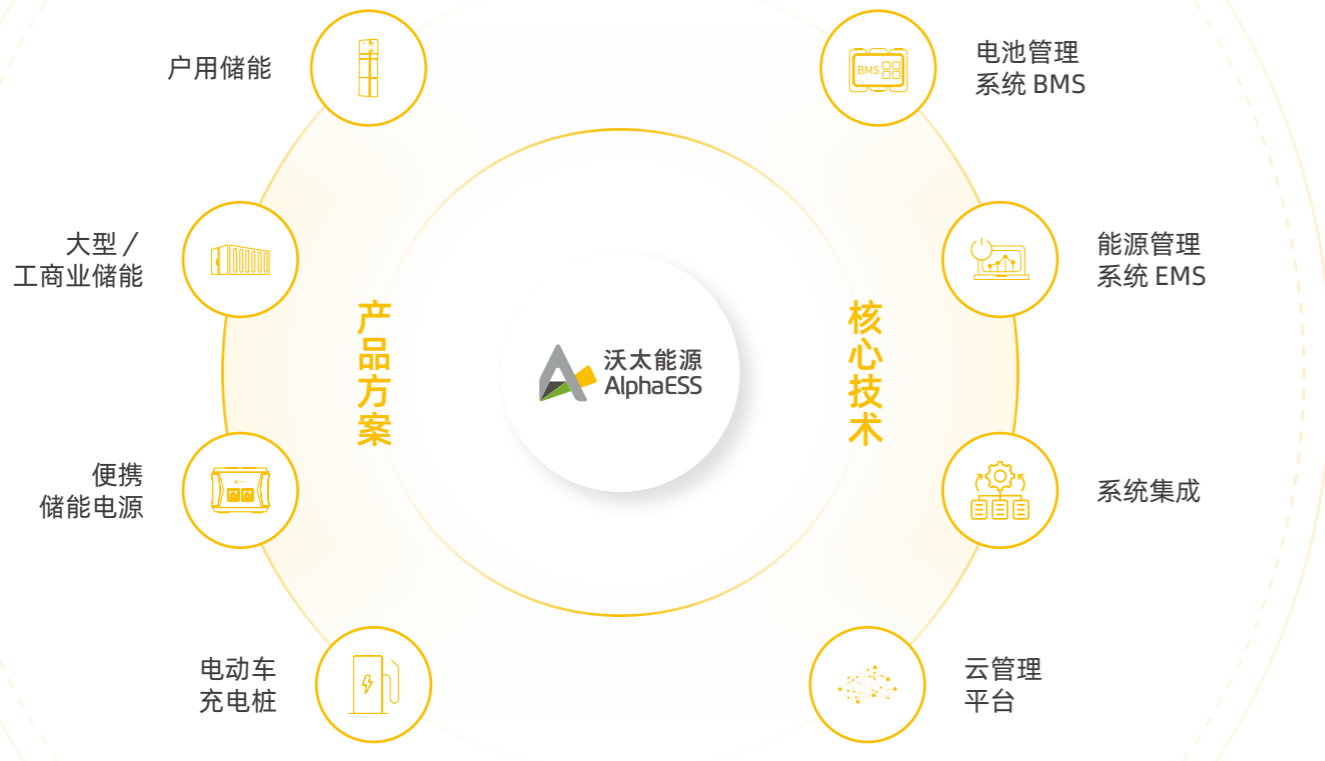 户用储能
大型 /
工商业储能
便携
储能电源
电动车
充电桩
产品方案
沃太能源
AlphaESS
核心技术
BMS
电池管理
系统 BMS
能源管理
系统 EMS
系统集成
云管理
平台